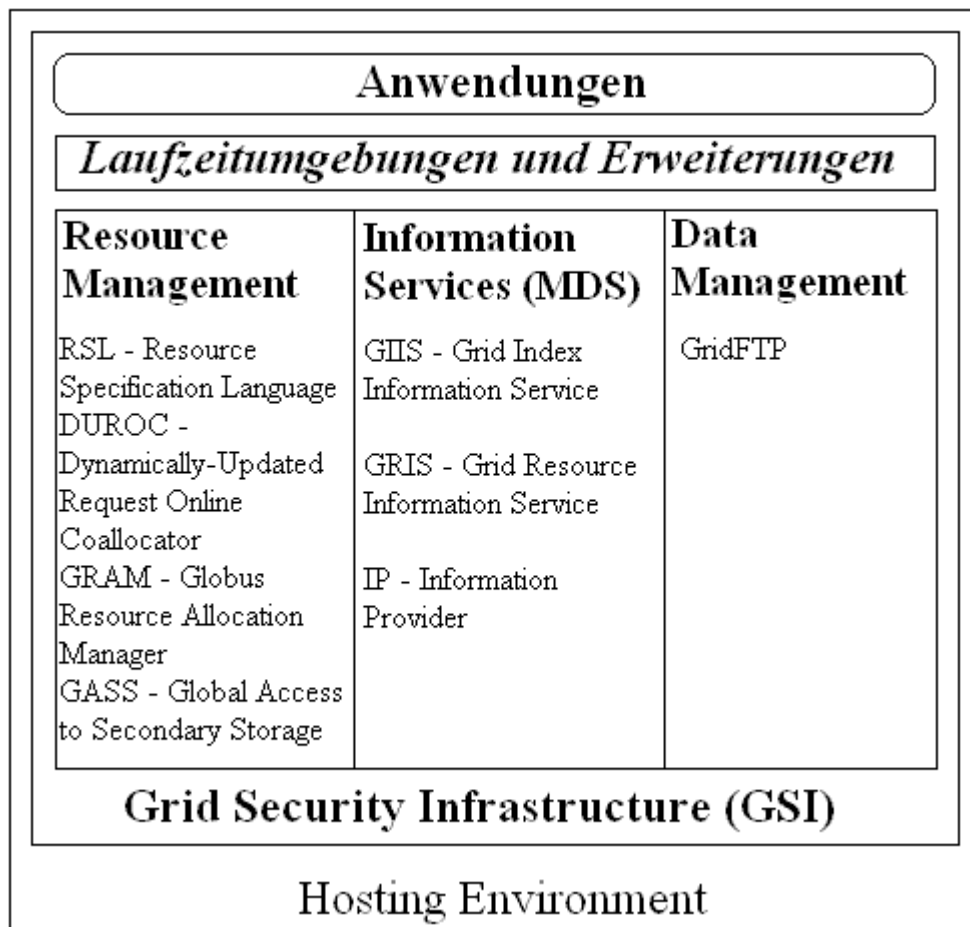 Anwendungen
Laufzeitumgebungen und Erweiterungen
Resource
Management
RSL - Resource
Specification Language
DUROC -
Dynamically-Updated
Request Online
Coallocator
GRAM - Globus
Resource Allocation
Manager
GASS - Global Access
to Secondary Storage
Information
Services (MDS)
GIIS - Grid Index
Information Service
GRIS - Grid Resource
Information Service
IP - Information
Provider
Data
Management
GridFTP
Grid Security Infrastructure (GSI)
Hosting Environment